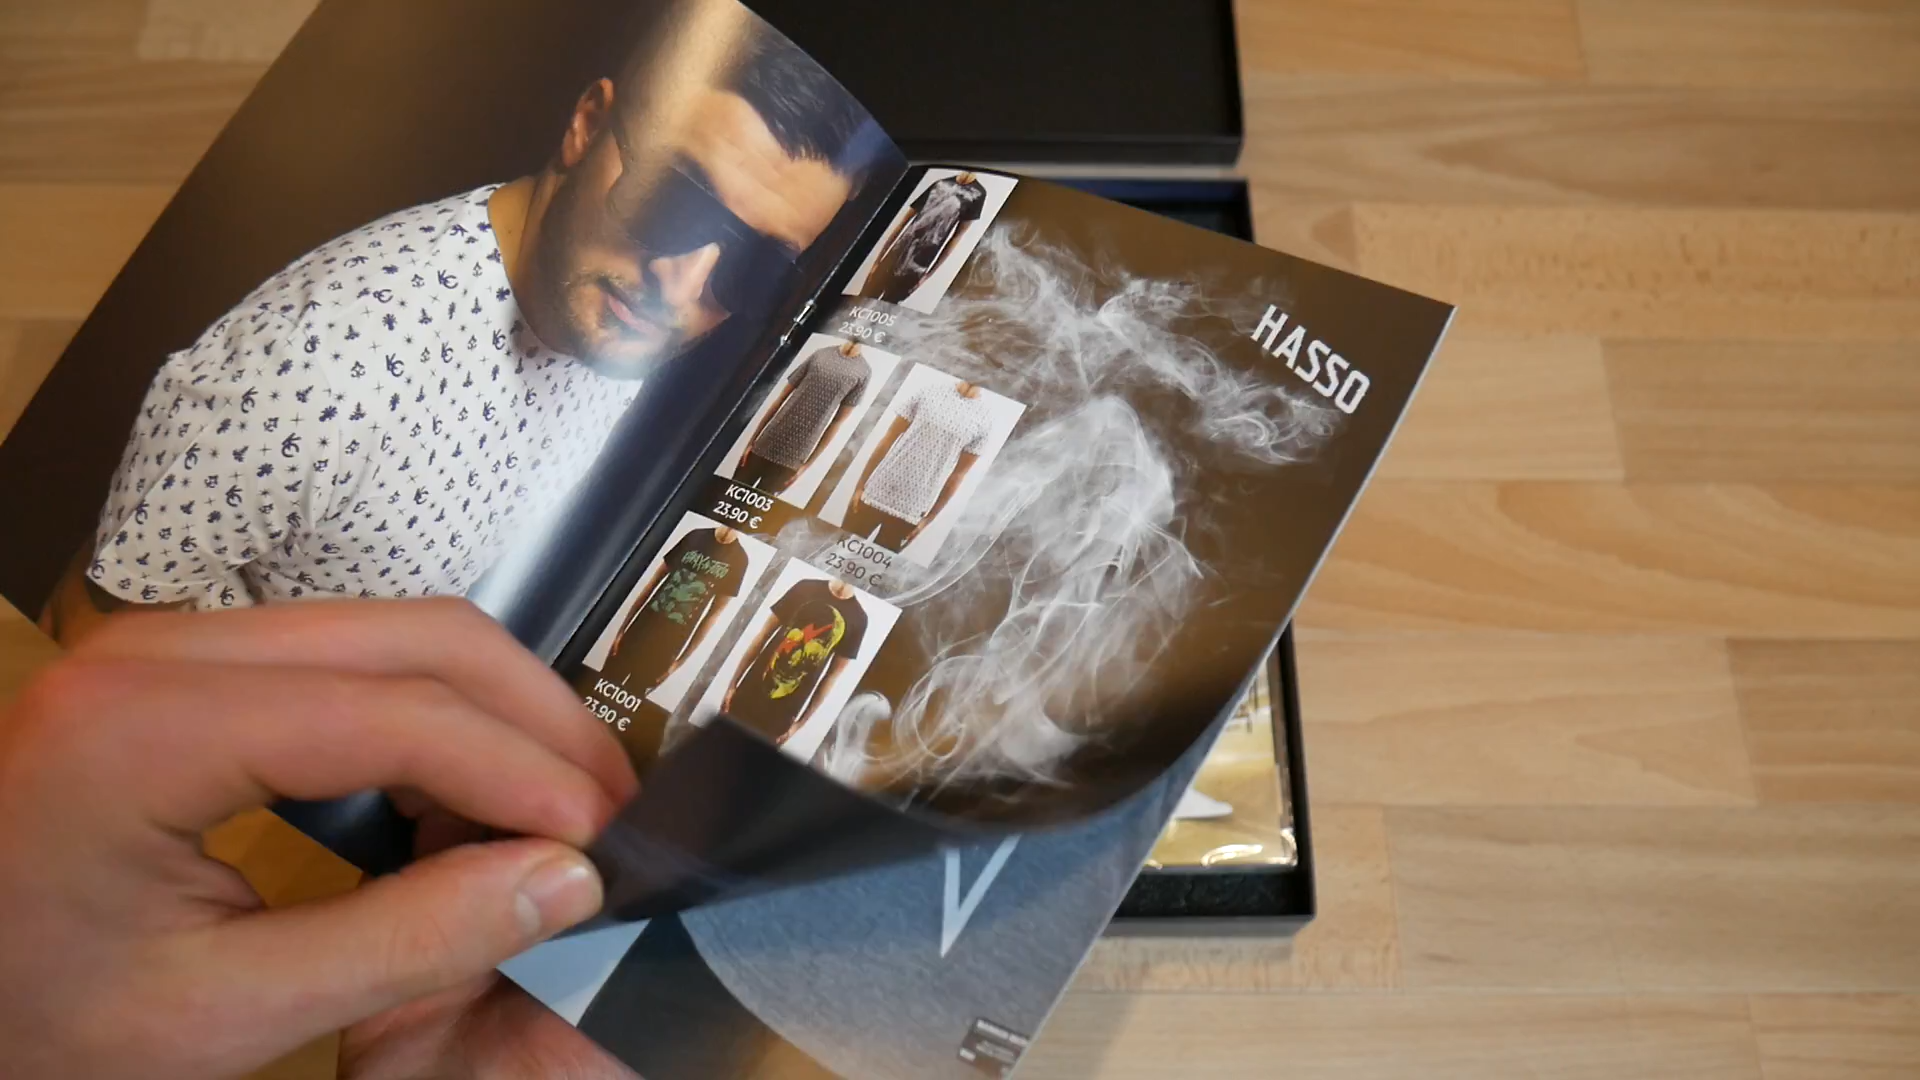 HASSO
KC1005
23,90 €
KC1003
23,90 €
KC1004
23,90 €
KC1001
23,90 €